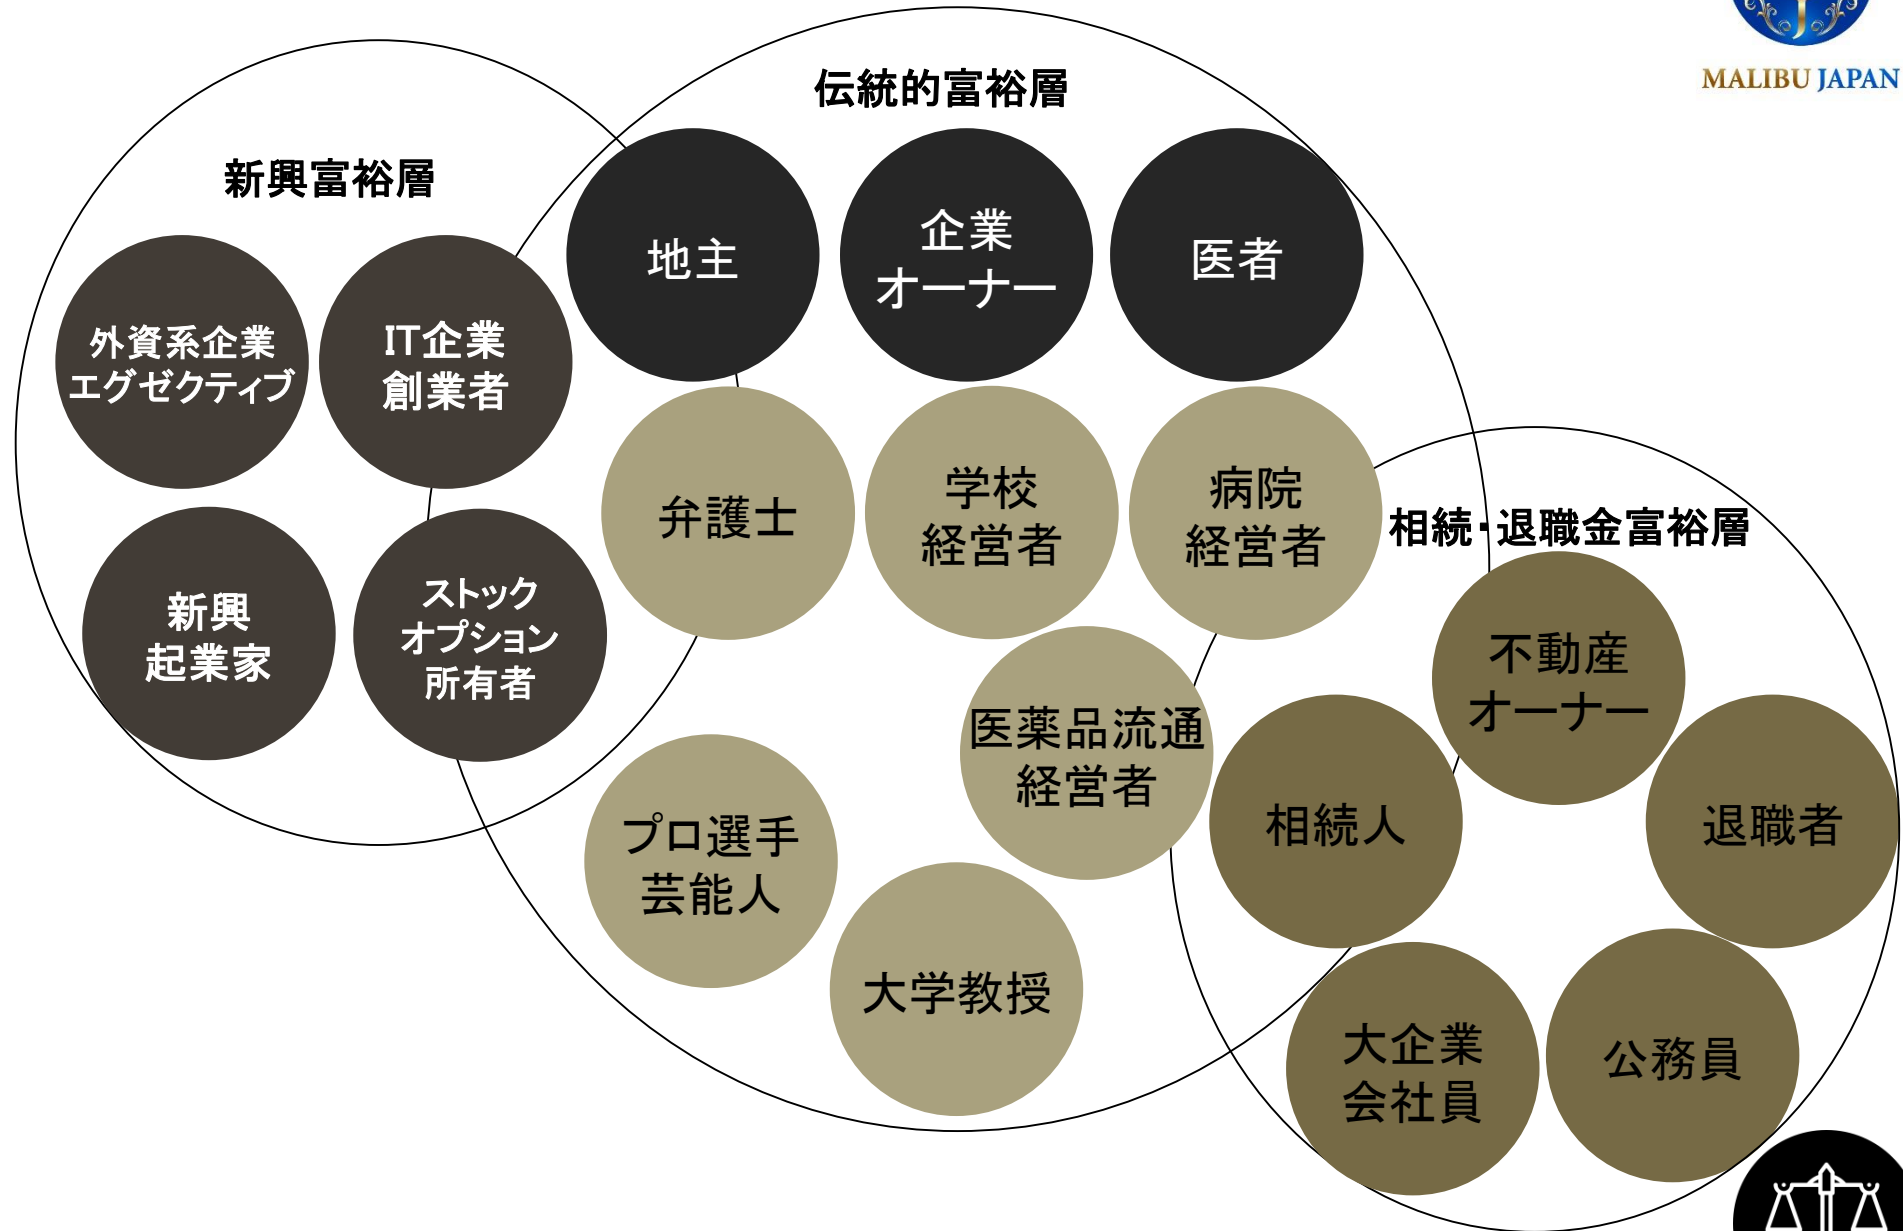 MALIBU JAPAN
伝統的富裕層
新興富裕層
地主
企業
オーナー
医者
外資系企業
エグゼクティブ
IT企業
創業者
弁護士
学校
経営者
病院
経営者
相続・退職金富裕層
新興
起業家
ストック
オプション
所有者
不動産
オーナー
医薬品流通
経営者
相続人
退職者
プロ選手
芸能人
大学教授
大企業
会社員
公務員